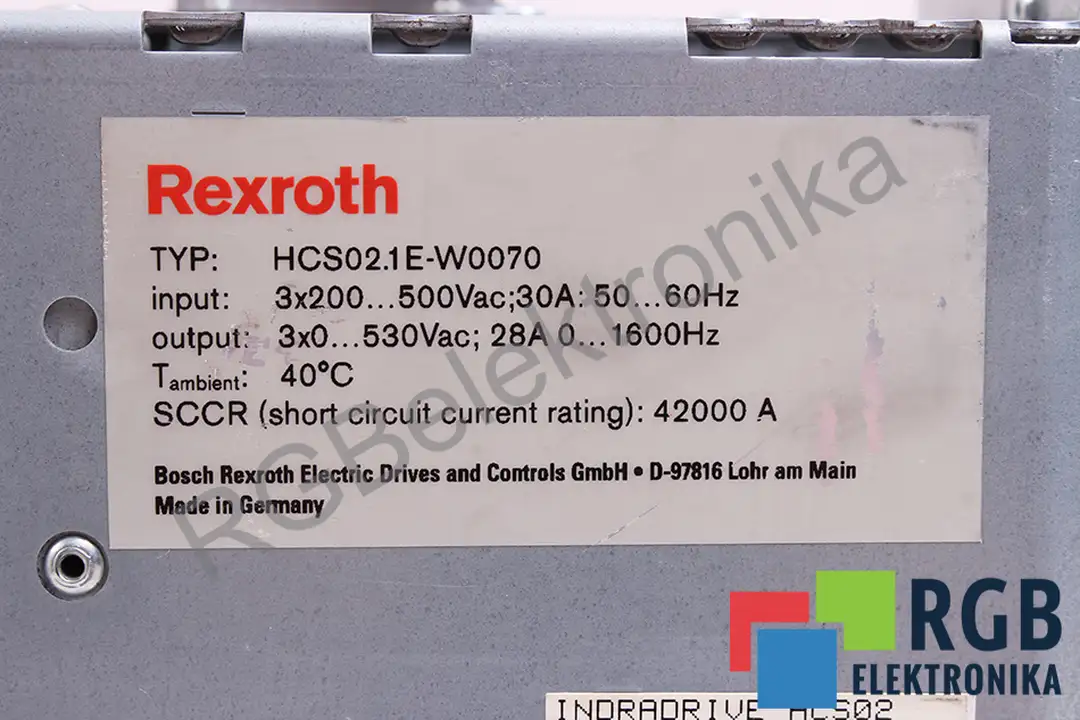 Rexroth
TYP: HCS02.1E-W0070
input: 3x200...500Vac;30A: 50...60Hz
output: 3x0...530Vac; 28A 0...1600Hz
Tambient: 40°C
SCCR (short circuit current rating): 42000 A
Bosch Rexroth Electric Drives and Controls GmbH • D-97816 Lohr am Main
Made in Germany
RGBelektronika
RGB
ELEKTRONIKA
INDRADRIVE HCS02